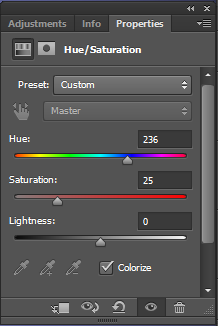 Adjustments Info Properties
Hue/Saturation
Preset: Custom
Master
Hue: 236
Saturation: 25
Lightness: 0
Colorize